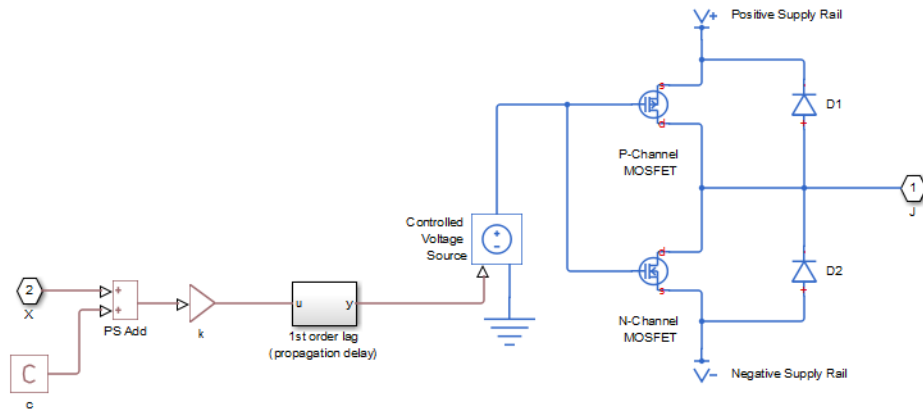 V+
Positive Supply Rail
s
d
D1
P-Channel
MOSFET
Controlled
Voltage
Source
+
-
1
J
d
s
D2
N-Channel
MOSFET
2
X
+
+
PS Add
k
u
y
1st order lag
(propagation delay)
C
c
V-
Negative Supply Rail